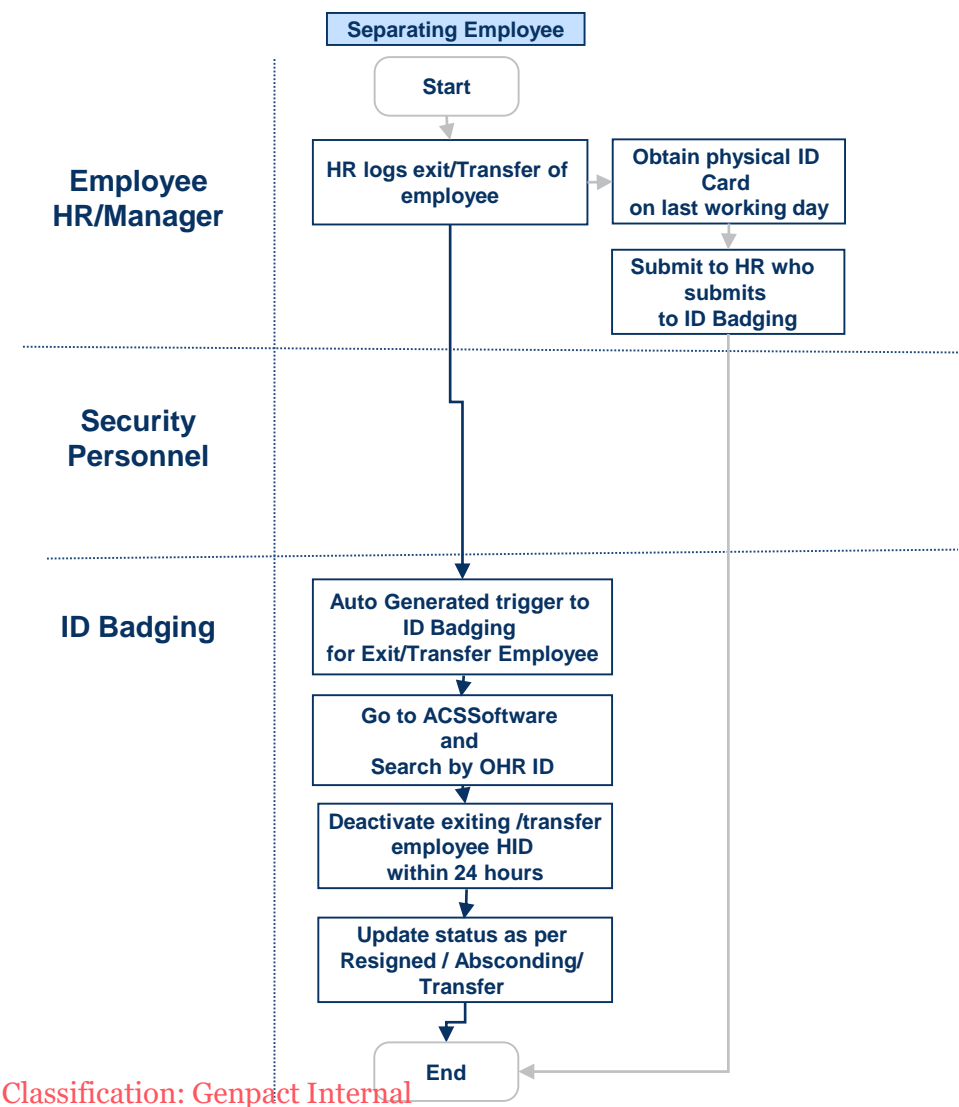 Separating Employee
Start
Employee
HR/Manager
HR logs exit/Transfer of
employee
Obtain physical ID
Card
on last working day
Submit to HR who
submits
to ID Badging
Security
Personnel
ID Badging
Auto Generated trigger to
ID Badging
for Exit/Transfer Employee
Go to ACSSoftware
and
Search by OHR ID
Deactivate exiting /transfer
employee HID
within 24 hours
Update status as per
Resigned / Absconding/
Transfer
End
Classification: Genpact Internal